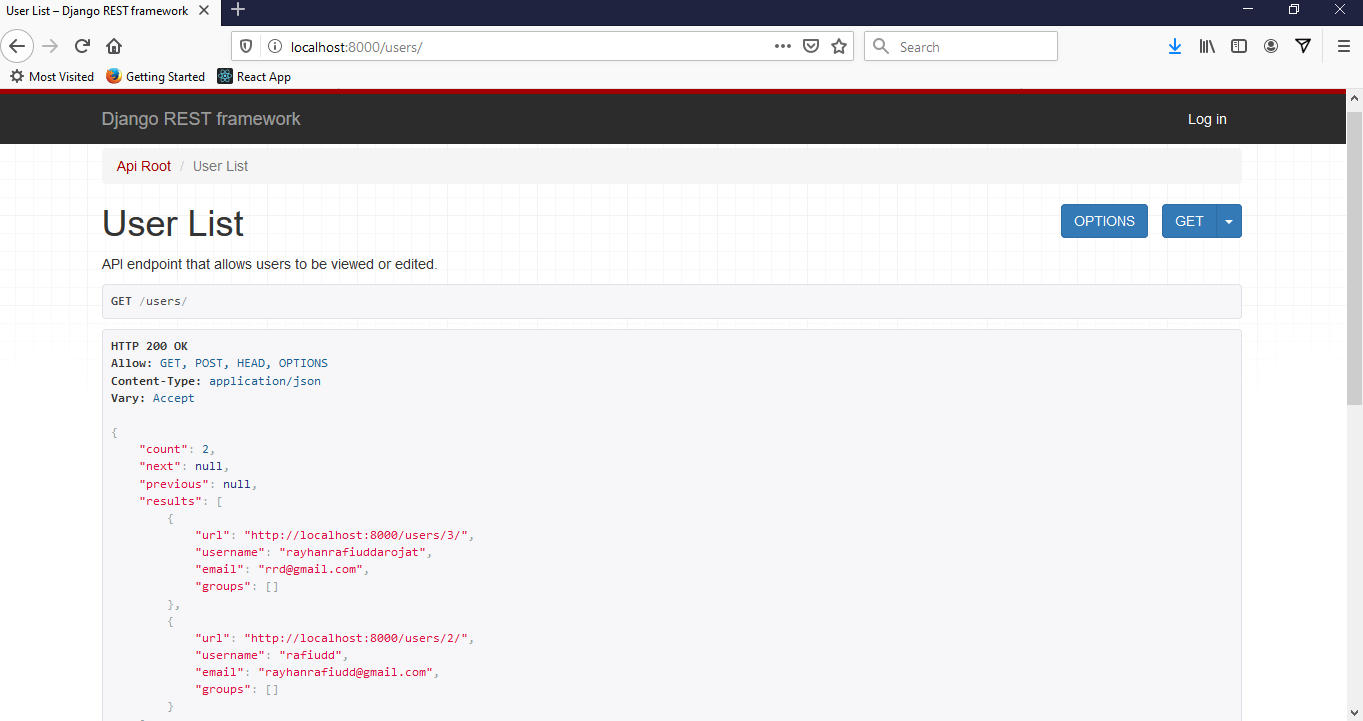 User List – Django REST framework
localhost:8000/users/
Search
Most Visited Getting Started React App
Django REST framework Log in
Api Root / User List
User List OPTIONS GET
API endpoint that allows users to be viewed or edited.
GET /users/
HTTP 200 OK
Allow: GET, POST, HEAD, OPTIONS
Content-Type: application/json
Vary: Accept
{
"count": 2,
"next": null,
"previous": null,
"results": [
{
"url": "http://localhost:8000/users/3/",
"username": "rayhanrafiuddarojat",
"email": "rrd@gmail.com",
"groups": []
},
{
"url": "http://localhost:8000/users/2/",
"username": "rafiudd",
"email": "rayhanrafiudd@gmail.com",
"groups": []
}